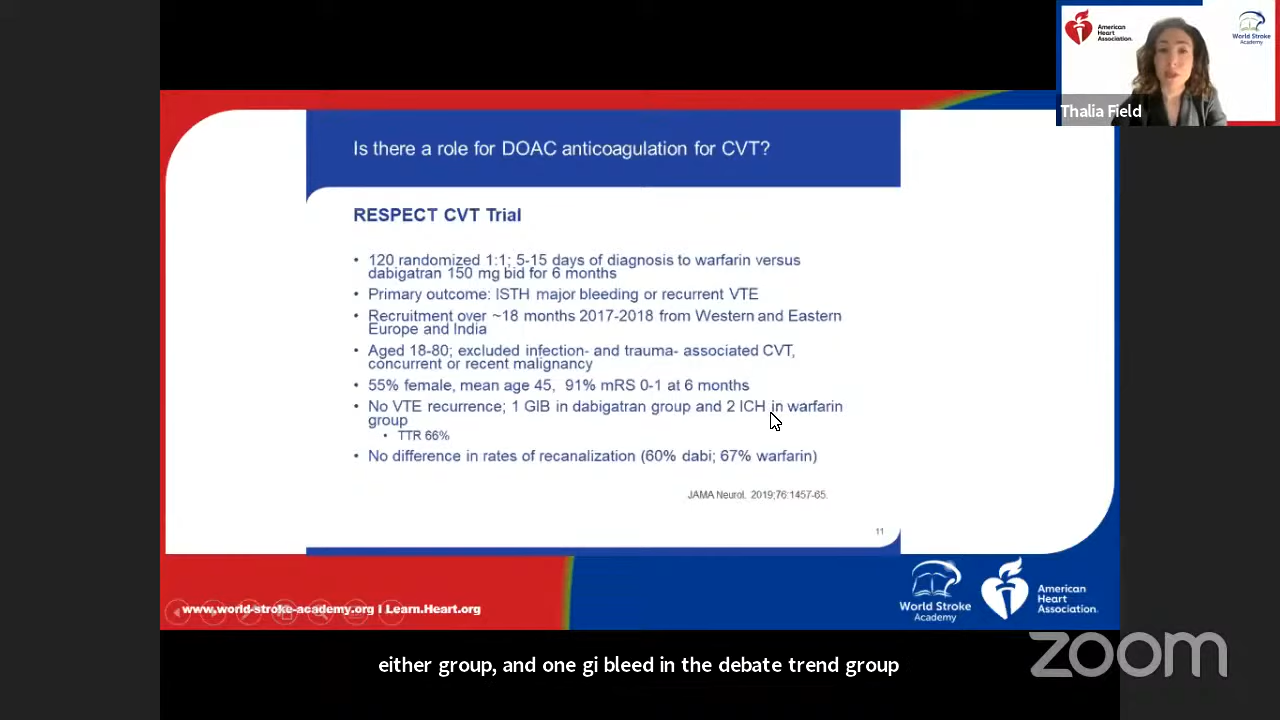 American
Heart
Association.
World Stroke
Academy
Thalia Field
Is there a role for DOAC anticoagulation for CVT?
RESPECT CVT Trial
• 120 randomized 1:1; 5-15 days of diagnosis to warfarin versus
dabigatran 150 mg bid for 6 months
• Primary outcome: ISTH major bleeding or recurrent VTE
• Recruitment over ~18 months 2017-2018 from Western and Eastern
Europe and India
• Aged 18-80; excluded infection- and trauma- associated CVT,
concurrent or recent malignancy
• 55% female, mean age 45, 91% mRS 0-1 at 6 months
• No VTE recurrence; 1 GIB in dabigatran group and 2 ICH in warfarin
group
• TTR 66%
• No difference in rates of recanalization (60% dabi; 67% warfarin)
JAMA Neurol. 2019;76:1457-65.
11
www.world-stroke-academy.org I Learn.Heart.org
World Stroke
Academy
American
Heart
Association.
either group, and one gi bleed in the debate trend group
zoom